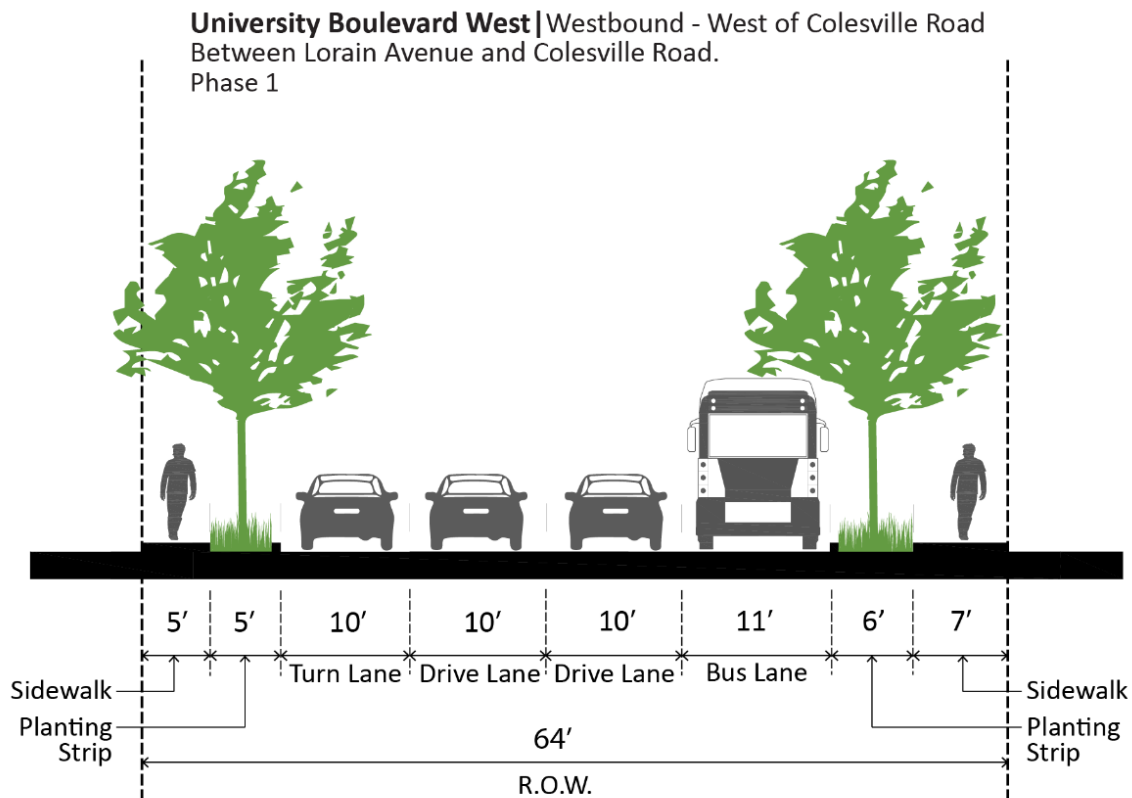 University Boulevard West|Westbound - West of Colesville Road
Between Lorain Avenue and Colesville Road.
Phase 1
5’ 5’ 10’ 10’ 10’ 11’ 6’ 7’
Turn Lane Drive Lane Drive Lane Bus Lane
Sidewalk Sidewalk
Planting Planting
Strip Strip
64’
R.O.W.